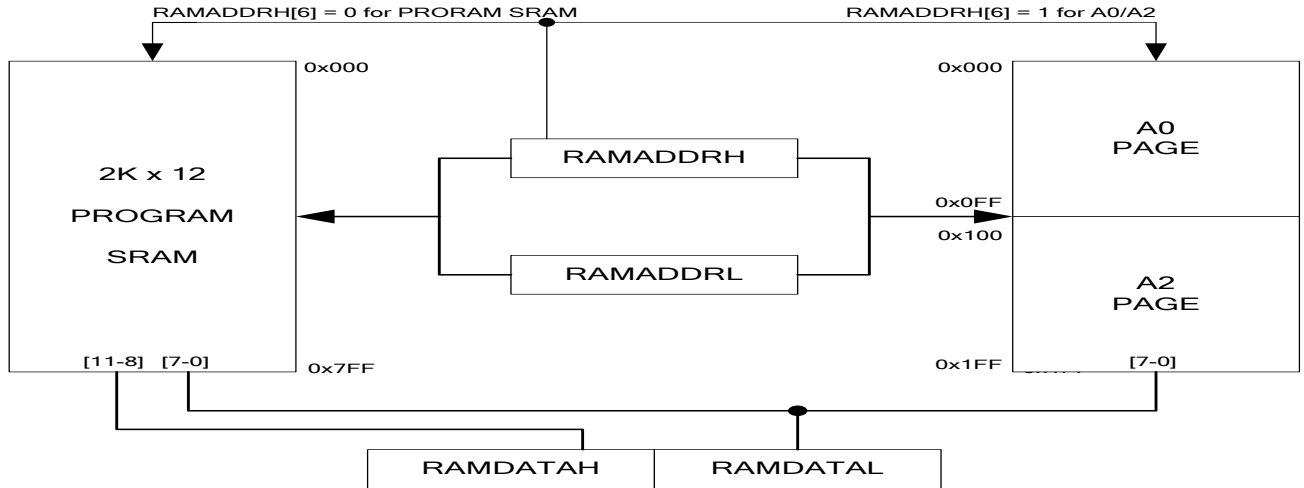 RAMADDRH[6] = 0 for PRORAM SRAM
RAMADDRH[6] = 1 for A0/A2
0x000
0x000
A0
PAGE
RAMADDRH
2K x 12
PROGRAM
SRAM
0x0FF
0x100
RAMADDRL
A2
PAGE
[11-8] [7-0]
0x7FF
0x1FF
[7-0]
RAMDATAH
RAMDATAL